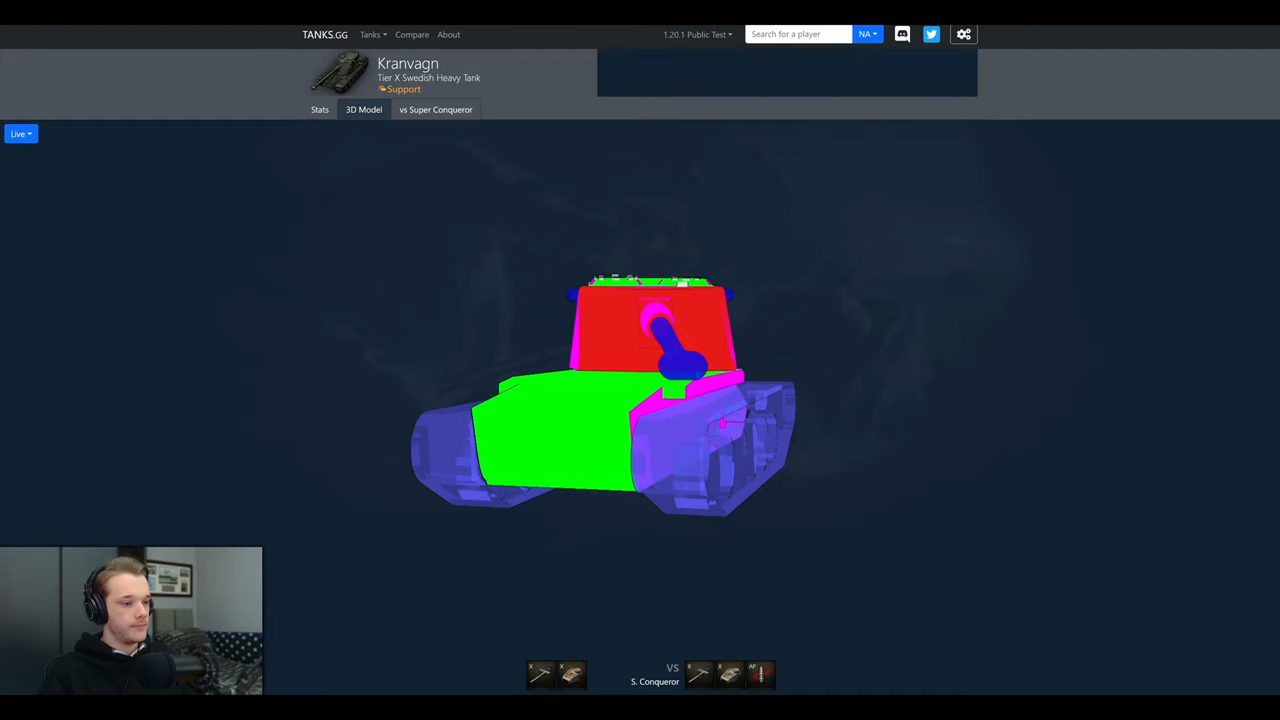 TANKS.GG Tanks Compare About 1.20.1 Public Test Search for a player NA
Kranvagn
Tier X Swedish Heavy Tank
Support
Stats 3D Model vs Super Conqueror
Live
X X VS X X AP
S. Conqueror